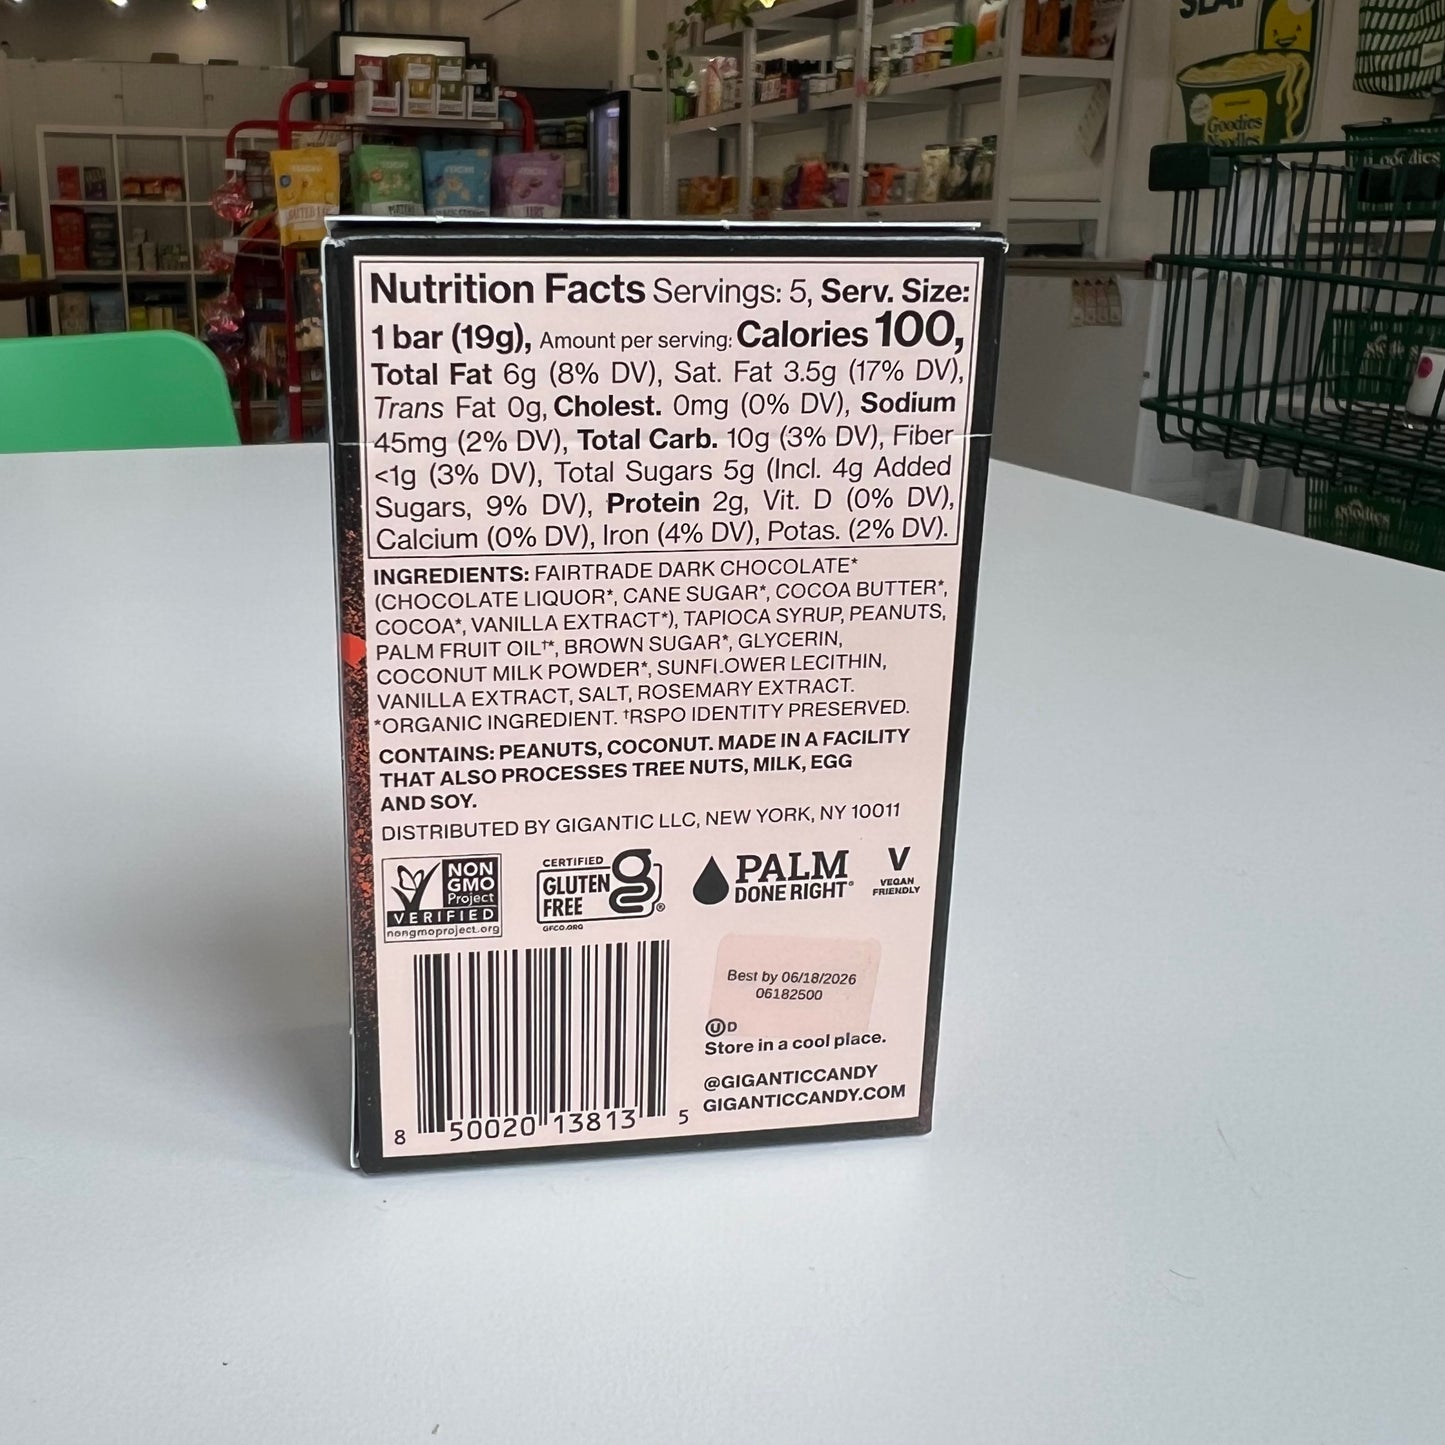 Goodies
Noodles
goodies
goodies
Nutrition Facts Servings: 5, Serv. Size:
1 bar (19g), Amount per serving: Calories 100,
Total Fat 6g (8% DV), Sat. Fat 3.5g (17% DV),
Trans Fat 0g, Cholest. 0mg (0% DV), Sodium
45mg (2% DV), Total Carb. 10g (3% DV), Fiber
<1g (3% DV), Total Sugars 5g (Incl. 4g Added
Sugars, 9% DV), Protein 2g, Vit. D (0% DV),
Calcium (0% DV), Iron (4% DV), Potas. (2% DV).
INGREDIENTS: FAIRTRADE DARK CHOCOLATE*
(CHOCOLATE LIQUOR*, CANE SUGAR*, COCOA BUTTER*,
COCOA*, VANILLA EXTRACT*), TAPIOCA SYRUP, PEANUTS,
PALM FRUIT OIL†*, BROWN SUGAR*, GLYCERIN,
COCONUT MILK POWDER*, SUNFLOWER LECITHIN,
VANILLA EXTRACT, SALT, ROSEMARY EXTRACT.
*ORGANIC INGREDIENT. †RSPO IDENTITY PRESERVED.
CONTAINS: PEANUTS, COCONUT. MADE IN A FACILITY
THAT ALSO PROCESSES TREE NUTS, MILK, EGG
AND SOY.
DISTRIBUTED BY GIGANTIC LLC, NEW YORK, NY 10011
NON
GMO
Project
VERIFIED
nongmoproject.org
CERTIFIED
GLUTEN
FREE
g
®
GFCO.ORG
PALM
DONE RIGHT®
V
VEGAN
FRIENDLY
Best by 06/18/2026
06182500
U D
Store in a cool place.
@GIGANTICCANDY
GIGANTICCANDY.COM
8 50020 13813 5